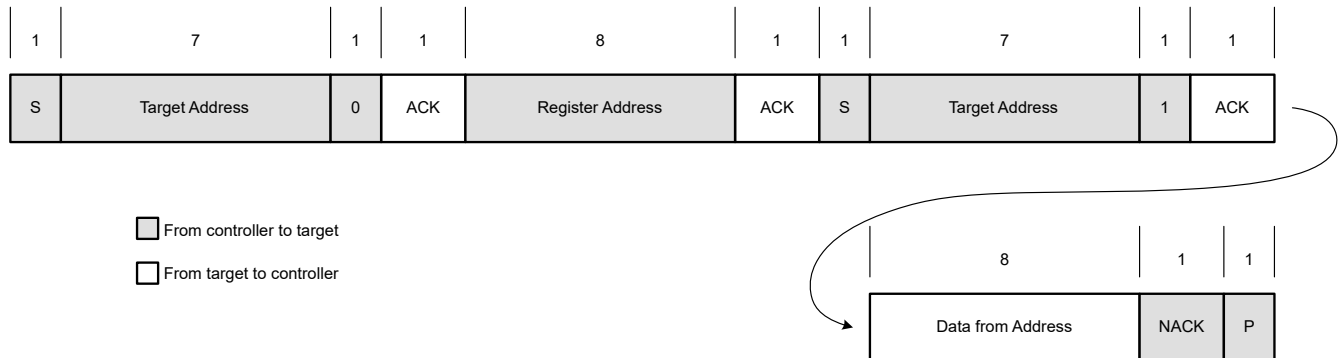 1 7 1 1 8 1 1 7 1 1
S Target Address 0 ACK Register Address ACK S Target Address 1 ACK
From controller to target
From target to controller
8 1 1
Data from Address NACK P